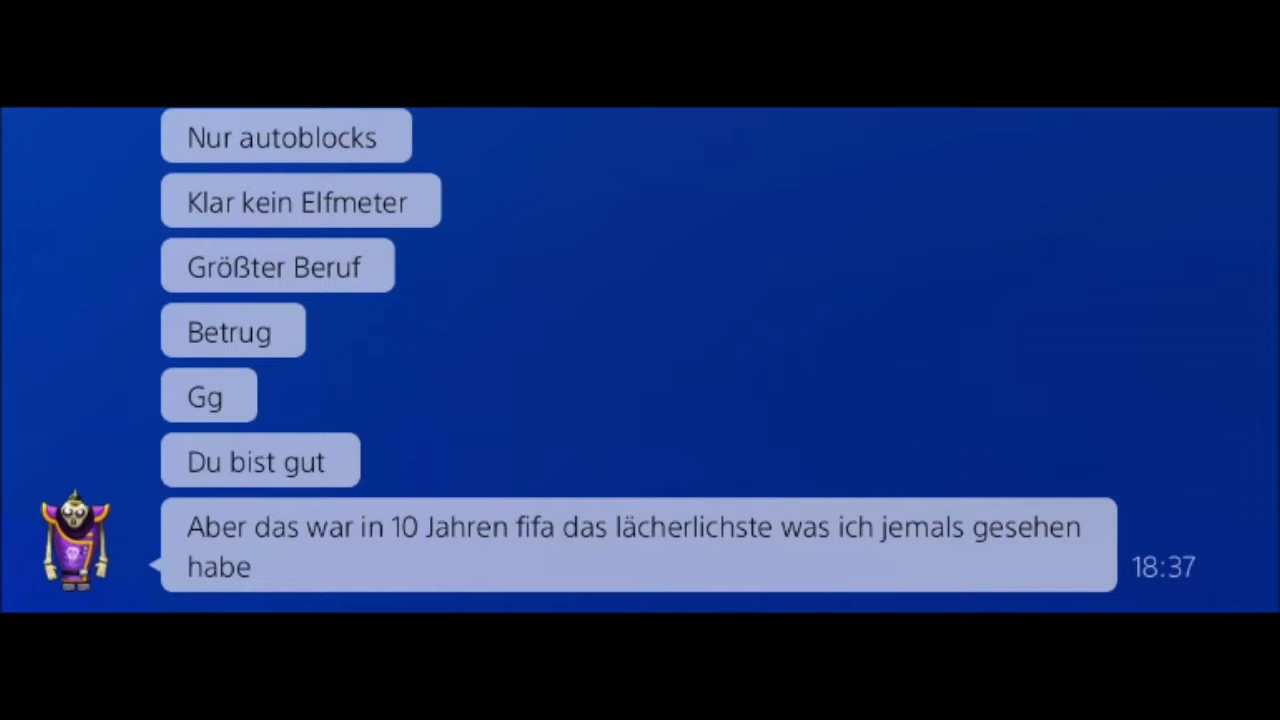 Nur autoblocks
Klar kein Elfmeter
Größter Beruf
Betrug
Gg
Du bist gut
Aber das war in 10 Jahren fifa das lächerlichste was ich jemals gesehen
habe
18:37